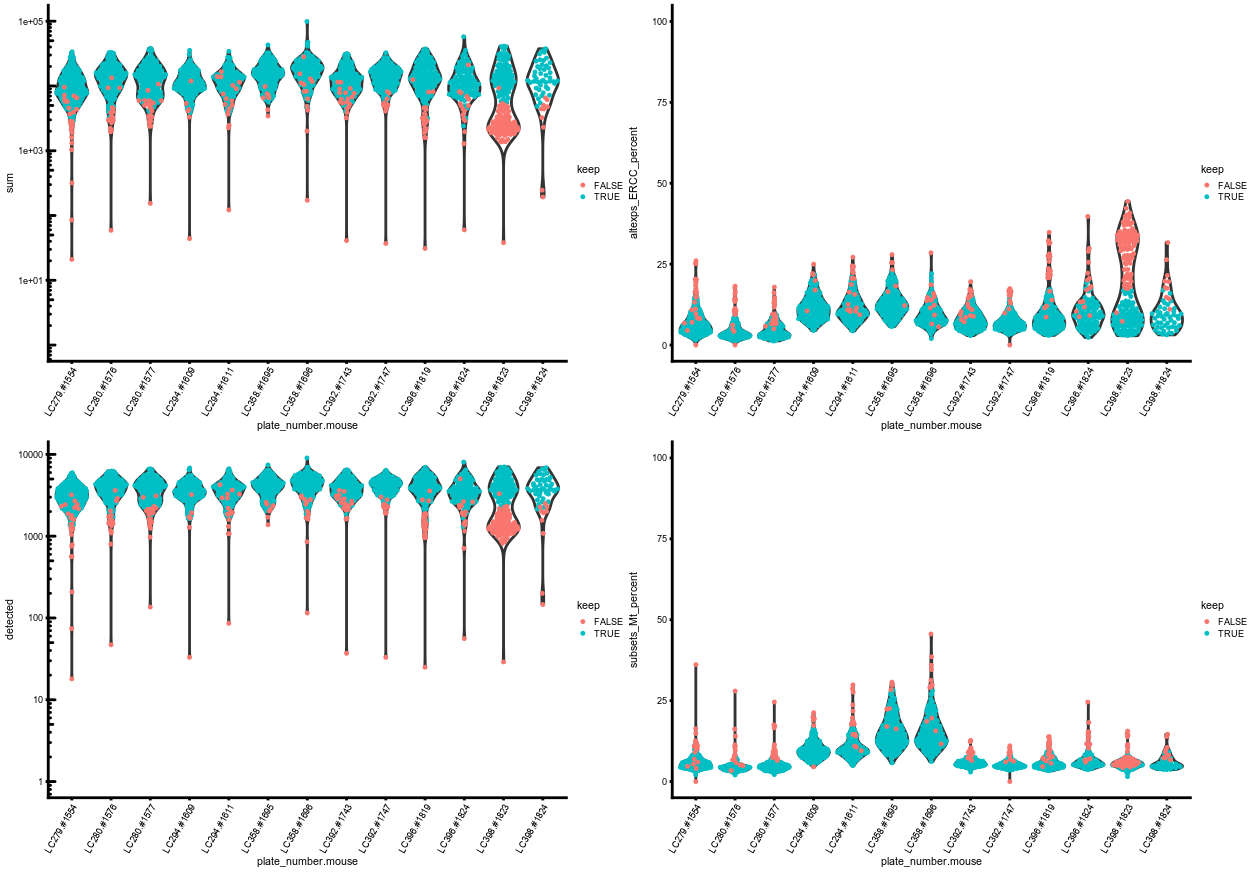 1e+05
1e+03
1e+01
sum
LC279.#1554
LC280.#1576
LC280.#1577
LC294.#1609
LC294.#1611
LC358.#1695
LC358.#1696
LC392.#1743
LC392.#1747
LC396.#1819
LC396.#1824
LC398.#1823
LC398.#1824
plate_number.mouse
keep
FALSE
TRUE
100
75
50
25
0
altexps_ERCC_percent
LC279.#1554
LC280.#1576
LC280.#1577
LC294.#1609
LC294.#1611
LC358.#1695
LC358.#1696
LC392.#1743
LC392.#1747
LC396.#1819
LC396.#1824
LC398.#1823
LC398.#1824
plate_number.mouse
keep
FALSE
TRUE
10000
1000
100
10
1
detected
LC279.#1554
LC280.#1576
LC280.#1577
LC294.#1609
LC294.#1611
LC358.#1695
LC358.#1696
LC392.#1743
LC392.#1747
LC396.#1819
LC396.#1824
LC398.#1823
LC398.#1824
plate_number.mouse
keep
FALSE
TRUE
100
75
50
25
0
subsets_Mt_percent
LC279.#1554
LC280.#1576
LC280.#1577
LC294.#1609
LC294.#1611
LC358.#1695
LC358.#1696
LC392.#1743
LC392.#1747
LC396.#1819
LC396.#1824
LC398.#1823
LC398.#1824
plate_number.mouse
keep
FALSE
TRUE